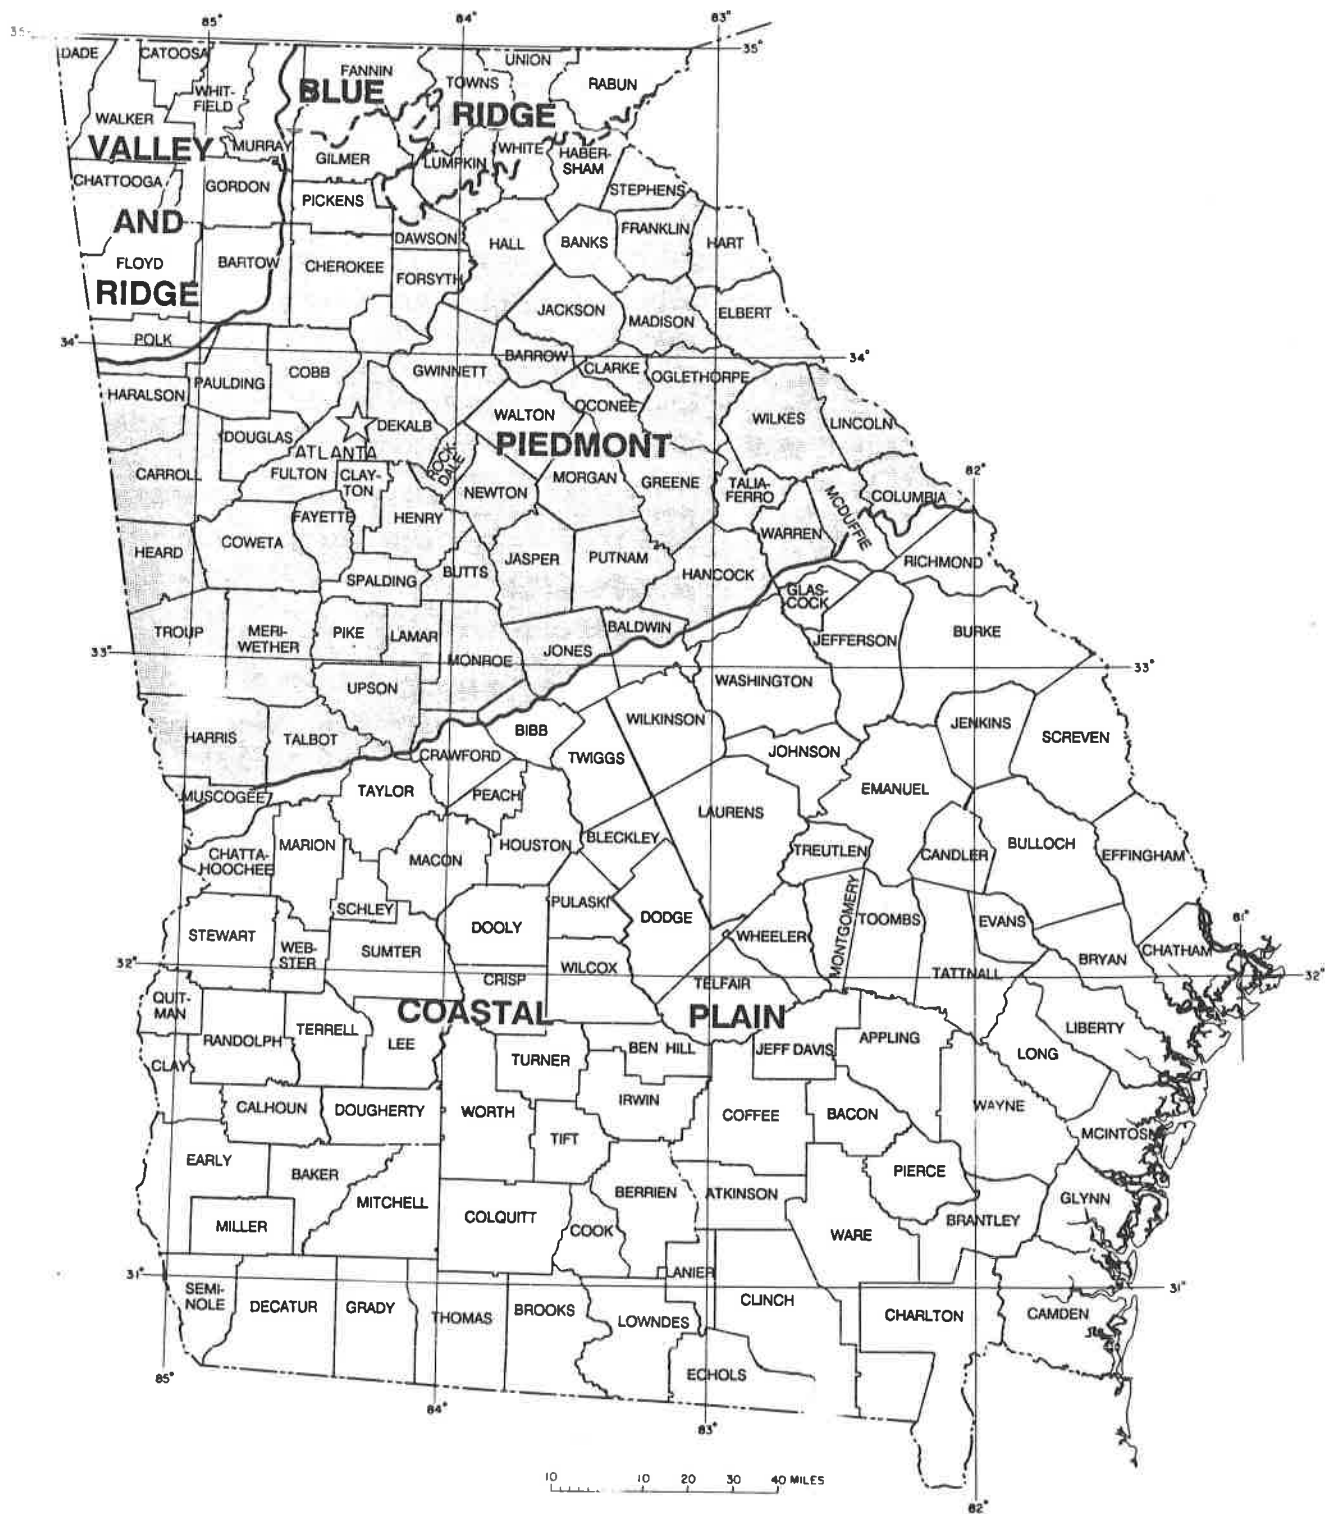 85°
84°
83°
35°
35°
DADE
CATOOSA
FANNIN
UNION
TOWNS
RABUN
WHIT-
FIELD
BLUE
RIDGE
WALKER
VALLEY
MURRAY
GILMER
LUMPKIN
WHITE
HABER-
SHAM
CHATTOOGA
GORDON
PICKENS
STEPHENS
AND
DAWSON
HALL
BANKS
FRANKLIN
HART
FLOYD
BARTOW
CHEROKEE
FORSYTH
RIDGE
JACKSON
MADISON
ELBERT
34°
POLK
34°
HARALSON
PAULDING
COBB
GWINNETT
BARROW
CLARKE
OGLETHORPE
OCONEE
WALTON
WILKES
LINCOLN
DOUGLAS
DEKALB
ATLANTA
PIEDMONT
CARROLL
FULTON
CLAY-
TON
ROCK-
DALE
NEWTON
MORGAN
GREENE
TALIA-
FERRO
MCDUFFIE
COLUMBIA
82°
FAYETTE
HENRY
WARREN
HEARD
COWETA
SPALDING
BUTTS
JASPER
PUTNAM
HANCOCK
RICHMOND
GLAS-
COCK
TROUP
MERI-
WETHER
PIKE
LAMAR
MONROE
JONES
BALDWIN
JEFFERSON
BURKE
33°
33°
UPSON
WASHINGTON
HARRIS
TALBOT
CRAWFORD
BIBB
TWIGGS
WILKINSON
JOHNSON
JENKINS
SCREVEN
MUSCOGEE
TAYLOR
PEACH
LAURENS
EMANUEL
CHATTA-
HOOCHEE
MARION
MACON
HOUSTON
BLECKLEY
TREUTLEN
CANDLER
BULLOCH
EFFINGHAM
SCHLEY
PULASKI
DODGE
MONTGOMERY
TOOMBS
EVANS
STEWART
WEB-
STER
SUMTER
DOOLY
WHEELER
BRYAN
CHATHAM
81°
32°
CRISP
WILCOX
TELFAIR
TATTNALL
32°
QUIT-
MAN
COASTAL
PLAIN
RANDOLPH
TERRELL
LEE
TURNER
BEN HILL
JEFF DAVIS
APPLING
LONG
LIBERTY
CLAY
CALHOUN
DOUGHERTY
WORTH
IRWIN
COFFEE
BACON
WAYNE
TIFT
MCINTOSH
EARLY
BAKER
PIERCE
MILLER
MITCHELL
COLQUITT
COOK
BERRIEN
ATKINSON
WARE
BRANTLEY
GLYNN
31°
LANIER
31°
SEMI-
NOLE
DECATUR
GRADY
THOMAS
BROOKS
LOWNDES
CLINCH
CHARLTON
CAMDEN
ECHOLS
85°
84°
83°
82°
10 10 20 30 40 MILES